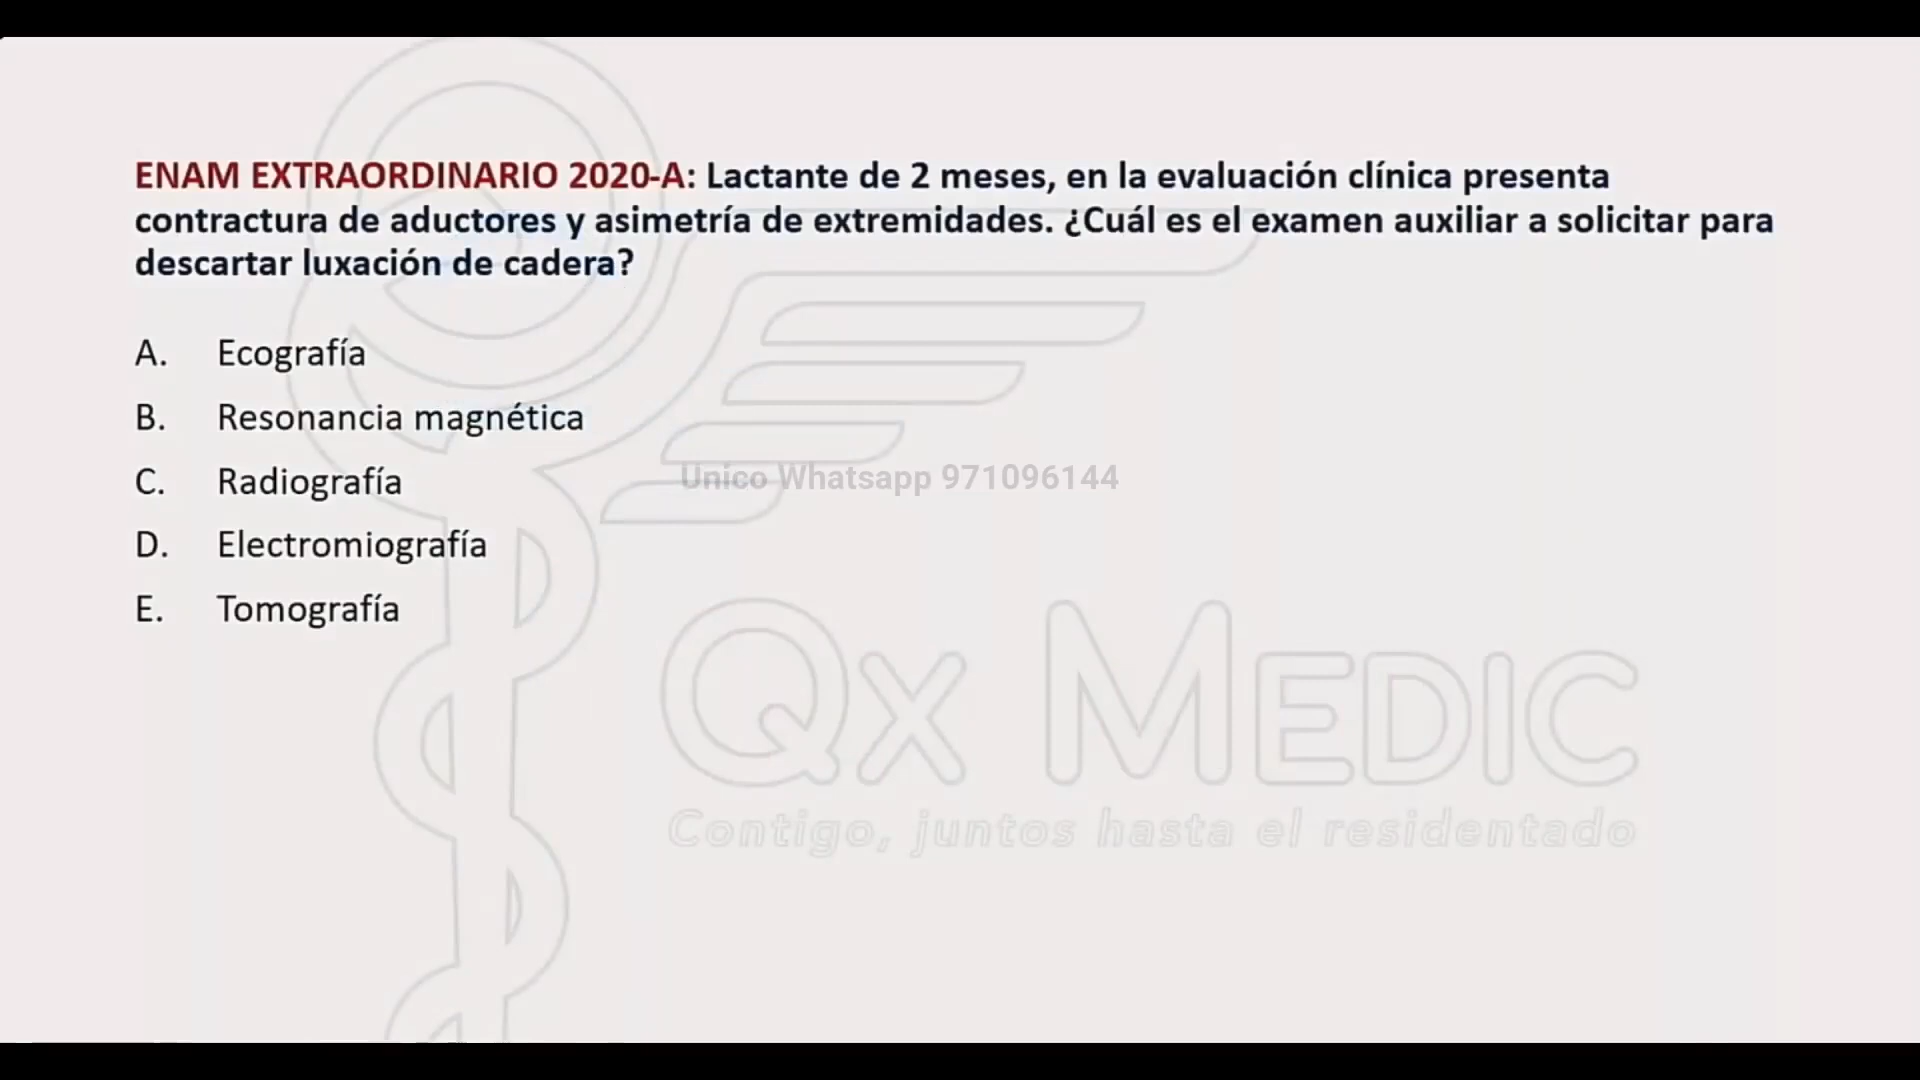 ENAM EXTRAORDINARIO 2020-A: Lactante de 2 meses, en la evaluación clínica presenta
contractura de aductores y asimetría de extremidades. ¿Cuál es el examen auxiliar a solicitar para
descartar luxación de cadera?
A. Ecografía
B. Resonancia magnética
C. Radiografía
Unico Whatsapp 971096144
D. Electromiografía
E. Tomografía
QX MEDIC
Contigo, juntos hasta el residentado